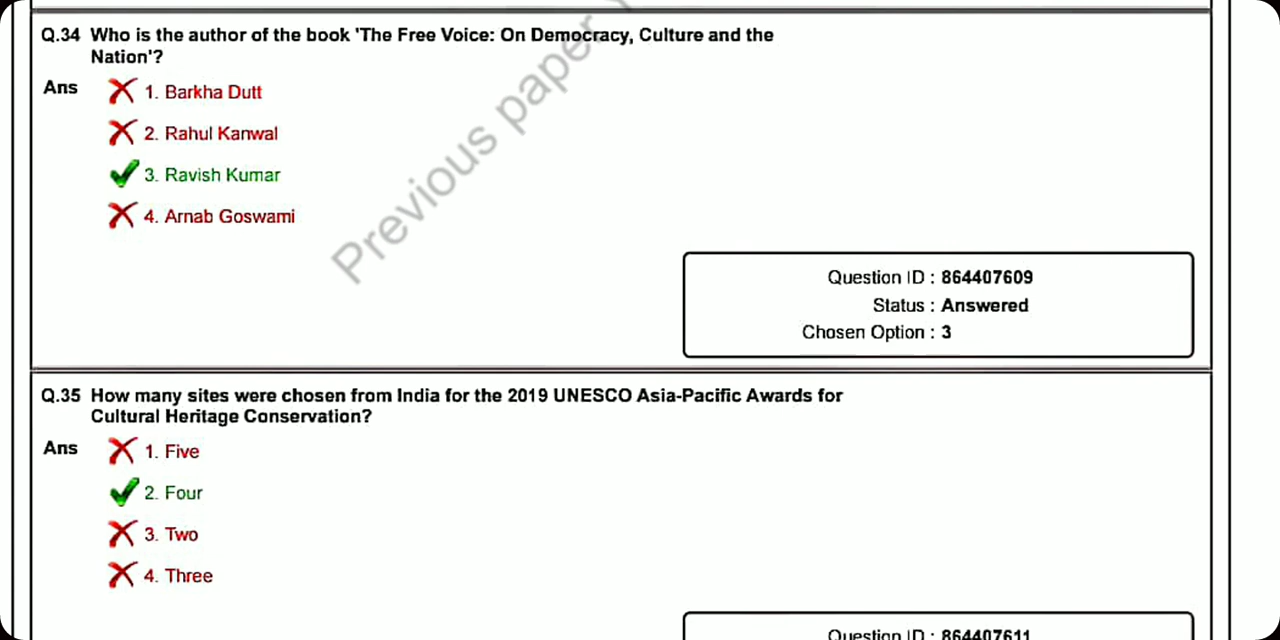 Q.34 Who is the author of the book 'The Free Voice: On Democracy, Culture and the
Nation'?
Ans
1. Barkha Dutt
2. Rahul Kanwal
3. Ravish Kumar
4. Arnab Goswami
Previous paper
Question ID : 864407609
Status : Answered
Chosen Option : 3
Q.35 How many sites were chosen from India for the 2019 UNESCO Asia-Pacific Awards for
Cultural Heritage Conservation?
Ans
1. Five
2. Four
3. Two
4. Three
Question ID : 864407611